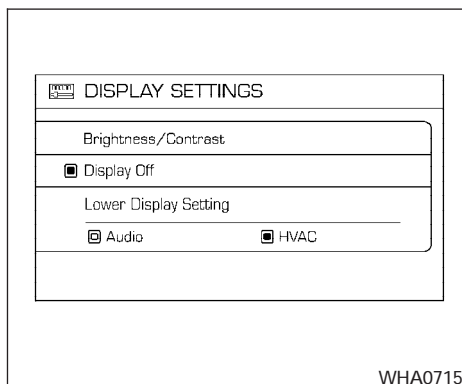 DISPLAY SETTINGS
Brightness/Contrast
Display Off
Lower Display Setting
Audio HVAC
WHA0715